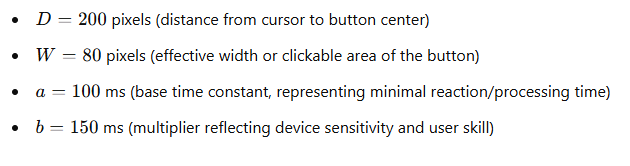 • D = 200 pixels (distance from cursor to button center)
• W = 80 pixels (effective width or clickable area of the button)
• a = 100 ms (base time constant, representing minimal reaction/processing time)
• b = 150 ms (multiplier reflecting device sensitivity and user skill)